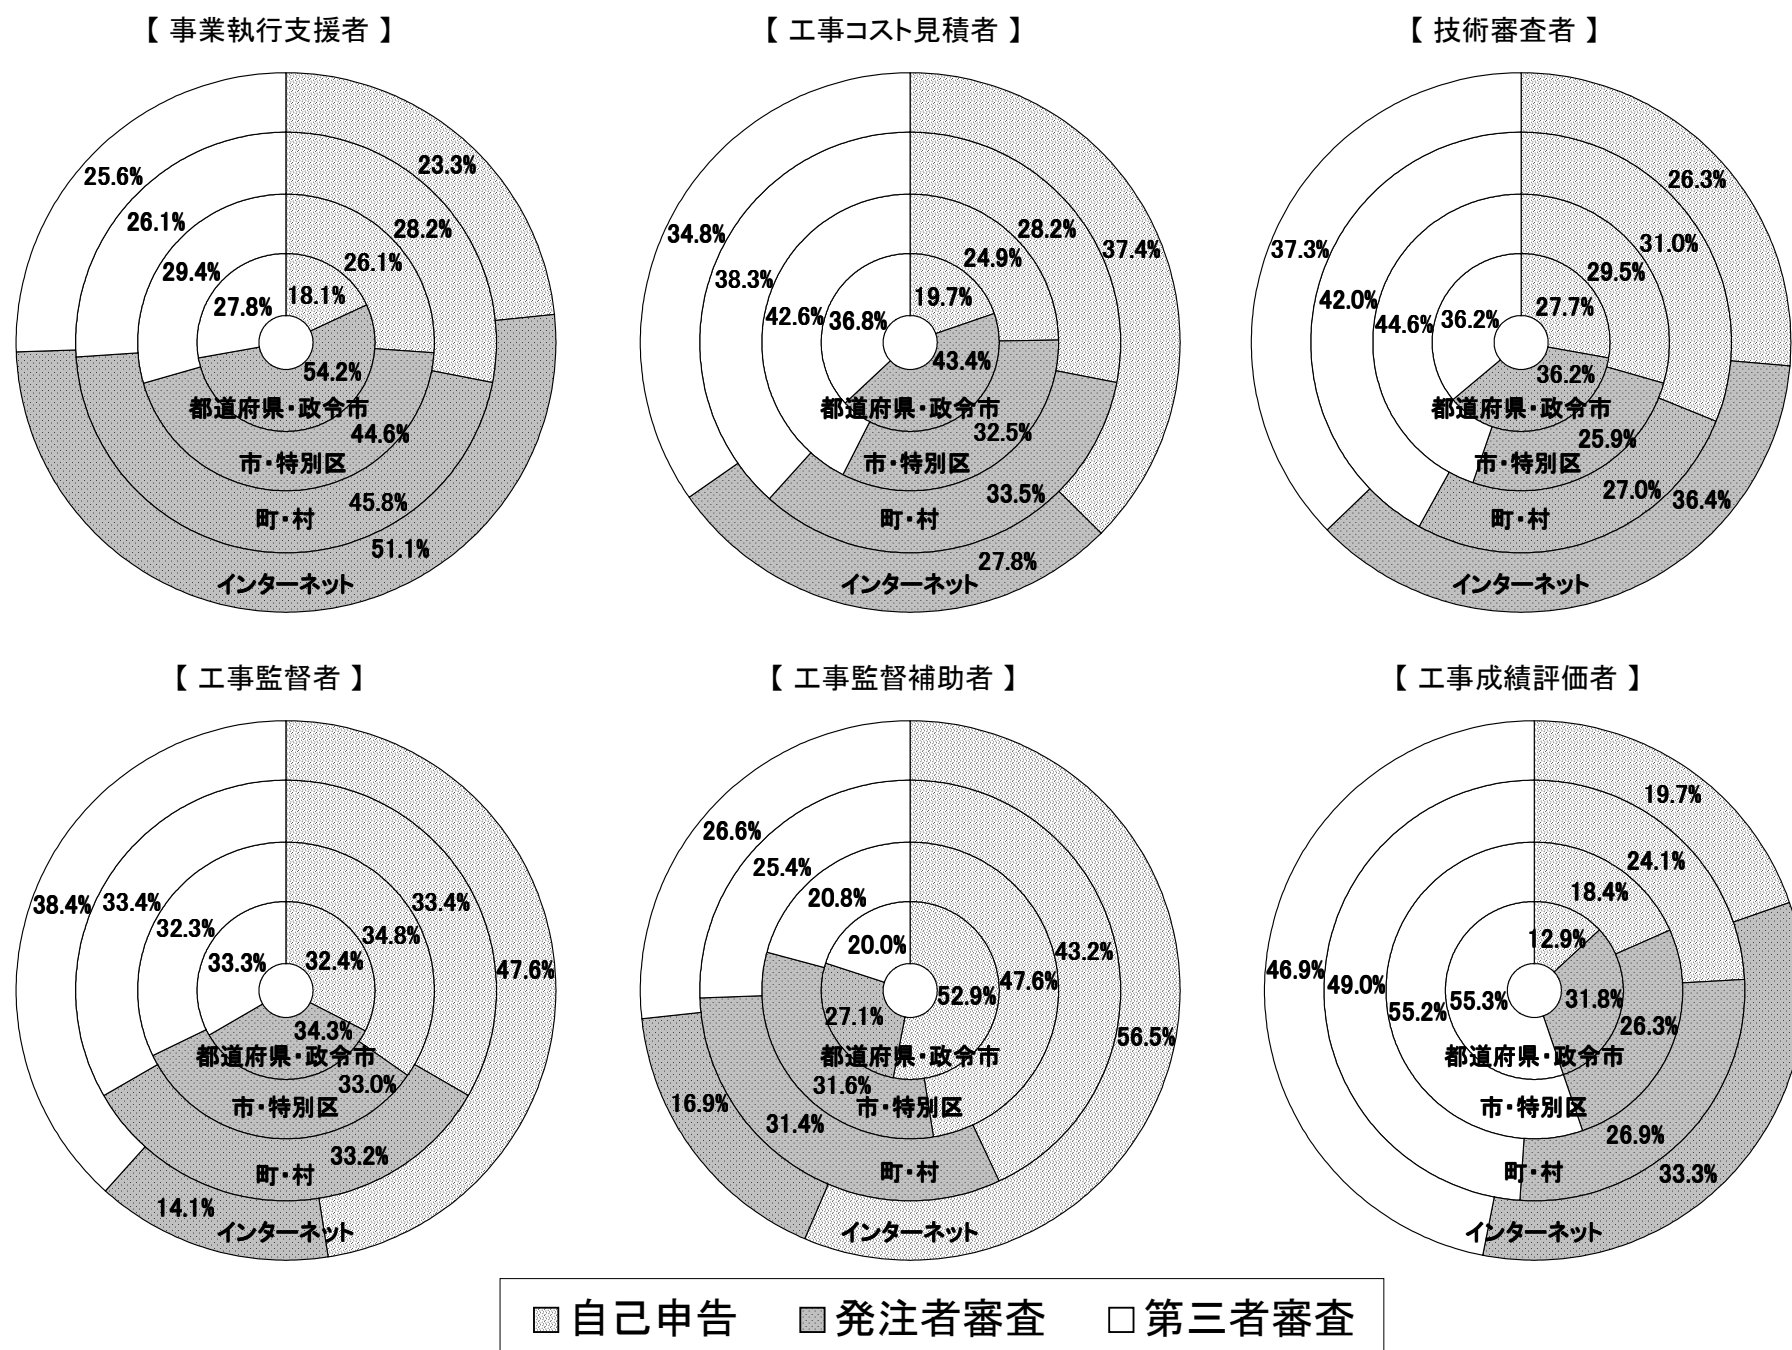 【 事業執行支援者 】
23.3%
28.2%
26.1%
18.1%
25.6%
26.1%
29.4%
27.8%
54.2%
都道府県・政令市
44.6%
市・特別区
45.8%
町・村
51.1%
インターネット
【 工事コスト見積者 】
37.4%
28.2%
24.9%
19.7%
34.8%
38.3%
42.6%
36.8%
43.4%
都道府県・政令市
32.5%
市・特別区
33.5%
町・村
27.8%
インターネット
【 技術審査者 】
26.3%
31.0%
29.5%
27.7%
37.3%
42.0%
44.6%
36.2%
36.2%
都道府県・政令市
25.9%
市・特別区
27.0%
36.4%
町・村
インターネット
【 工事監督者 】
38.4%
33.4%
32.3%
33.3%
32.4%
34.8%
33.4%
47.6%
34.3%
都道府県・政令市
33.0%
市・特別区
33.2%
町・村
14.1%
インターネット
【 工事監督補助者 】
26.6%
25.4%
20.8%
20.0%
52.9%
47.6%
43.2%
56.5%
27.1%
都道府県・政令市
31.6%
市・特別区
16.9%
31.4%
町・村
インターネット
【 工事成績評価者 】
19.7%
24.1%
18.4%
12.9%
46.9%
49.0%
55.2%
55.3%
31.8%
26.3%
都道府県・政令市
市・特別区
26.9%
町・村
33.3%
インターネット
自己申告 発注者審査 第三者審査